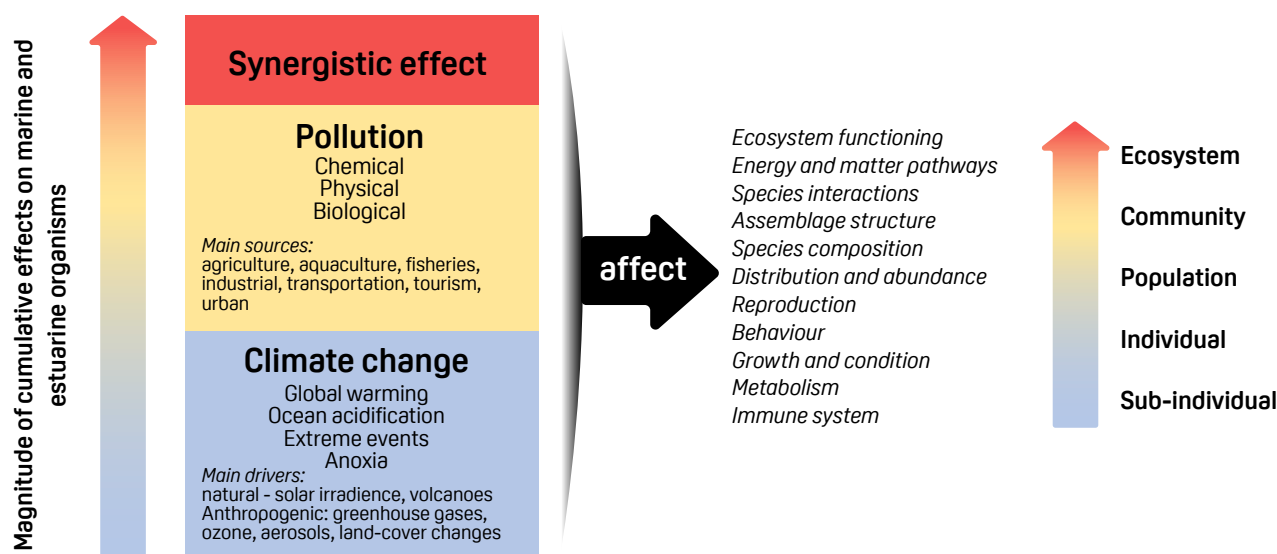 Magnitude of cumulative effects on marine and
estuarine organisms
Synergistic effect
Pollution
Chemical
Physical
Biological
Main sources:
agriculture, aquaculture, fisheries,
industrial, transportation, tourism,
urban
Climate change
Global warming
Ocean acidification
Extreme events
Anoxia
Main drivers:
natural - solar irradience, volcanoes
Anthropogenic: greenhouse gases,
ozone, aerosols, land-cover changes
affect
Ecosystem functioning
Energy and matter pathways
Species interactions
Assemblage structure
Species composition
Distribution and abundance
Reproduction
Behaviour
Growth and condition
Metabolism
Immune system
Ecosystem
Community
Population
Individual
Sub-individual